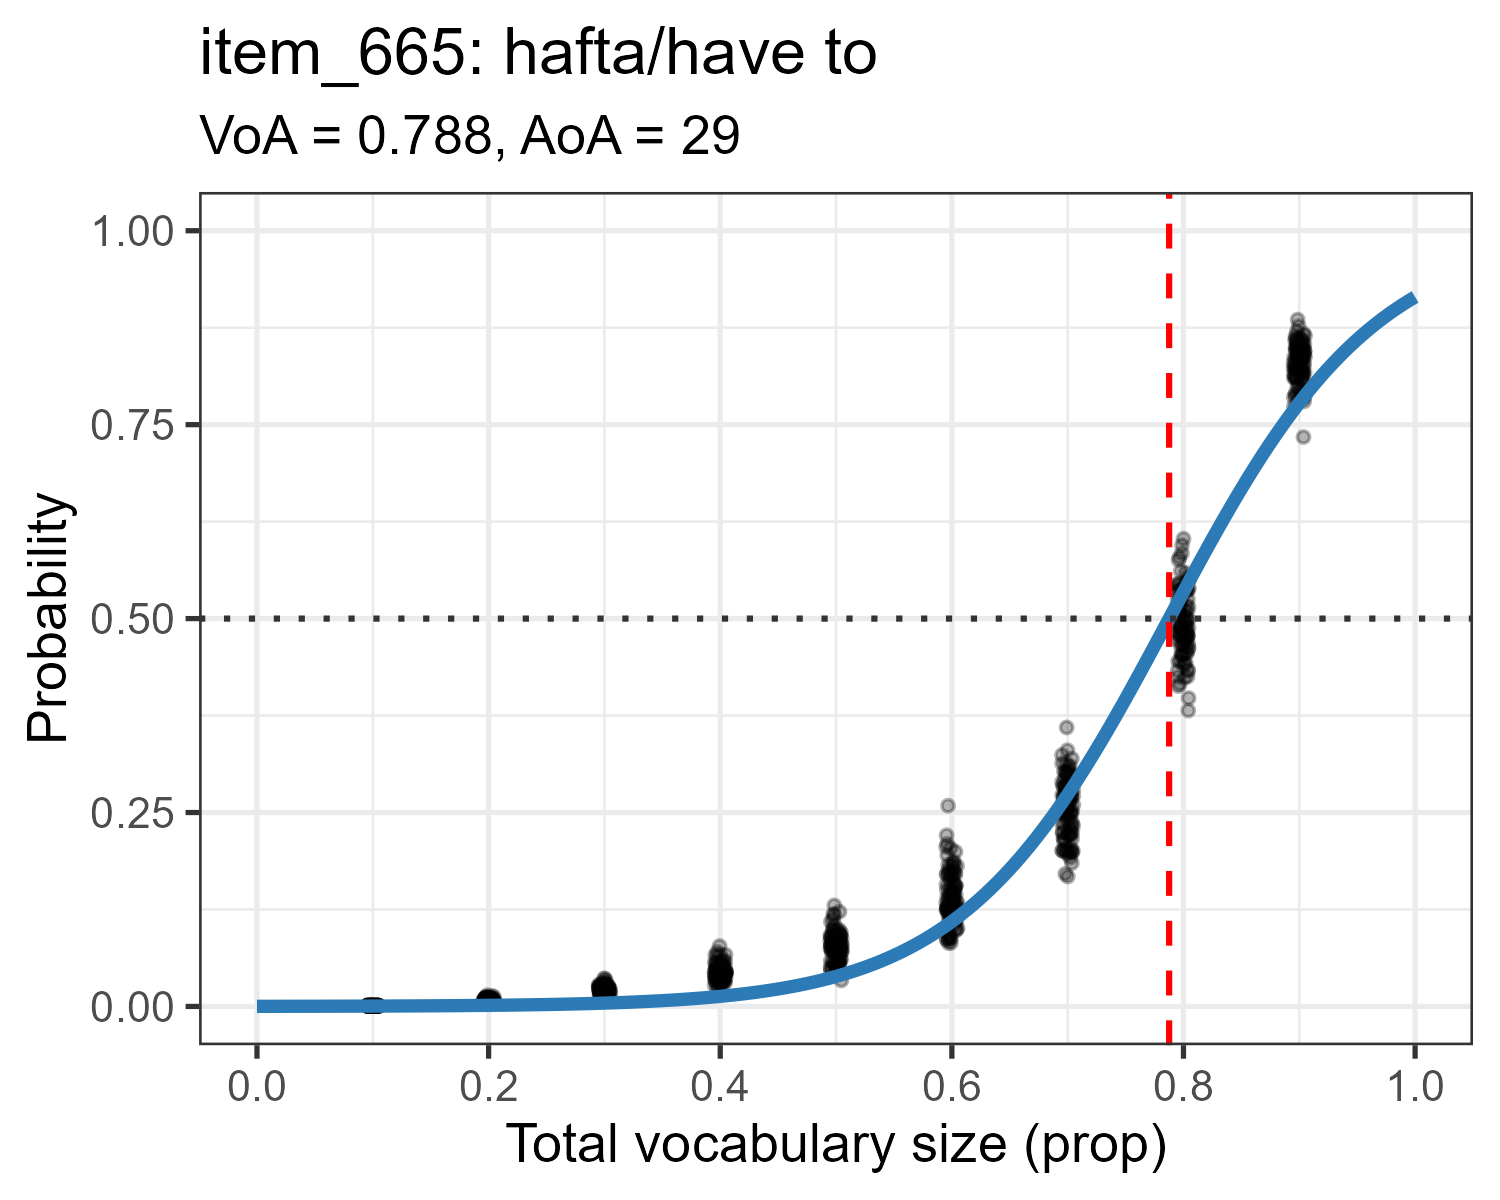 item_665: hafta/have to
VoA = 0.788, AoA = 29
Probability
1.00
0.75
0.50
0.25
0.00
0.0 0.2 0.4 0.6 0.8 1.0
Total vocabulary size (prop)